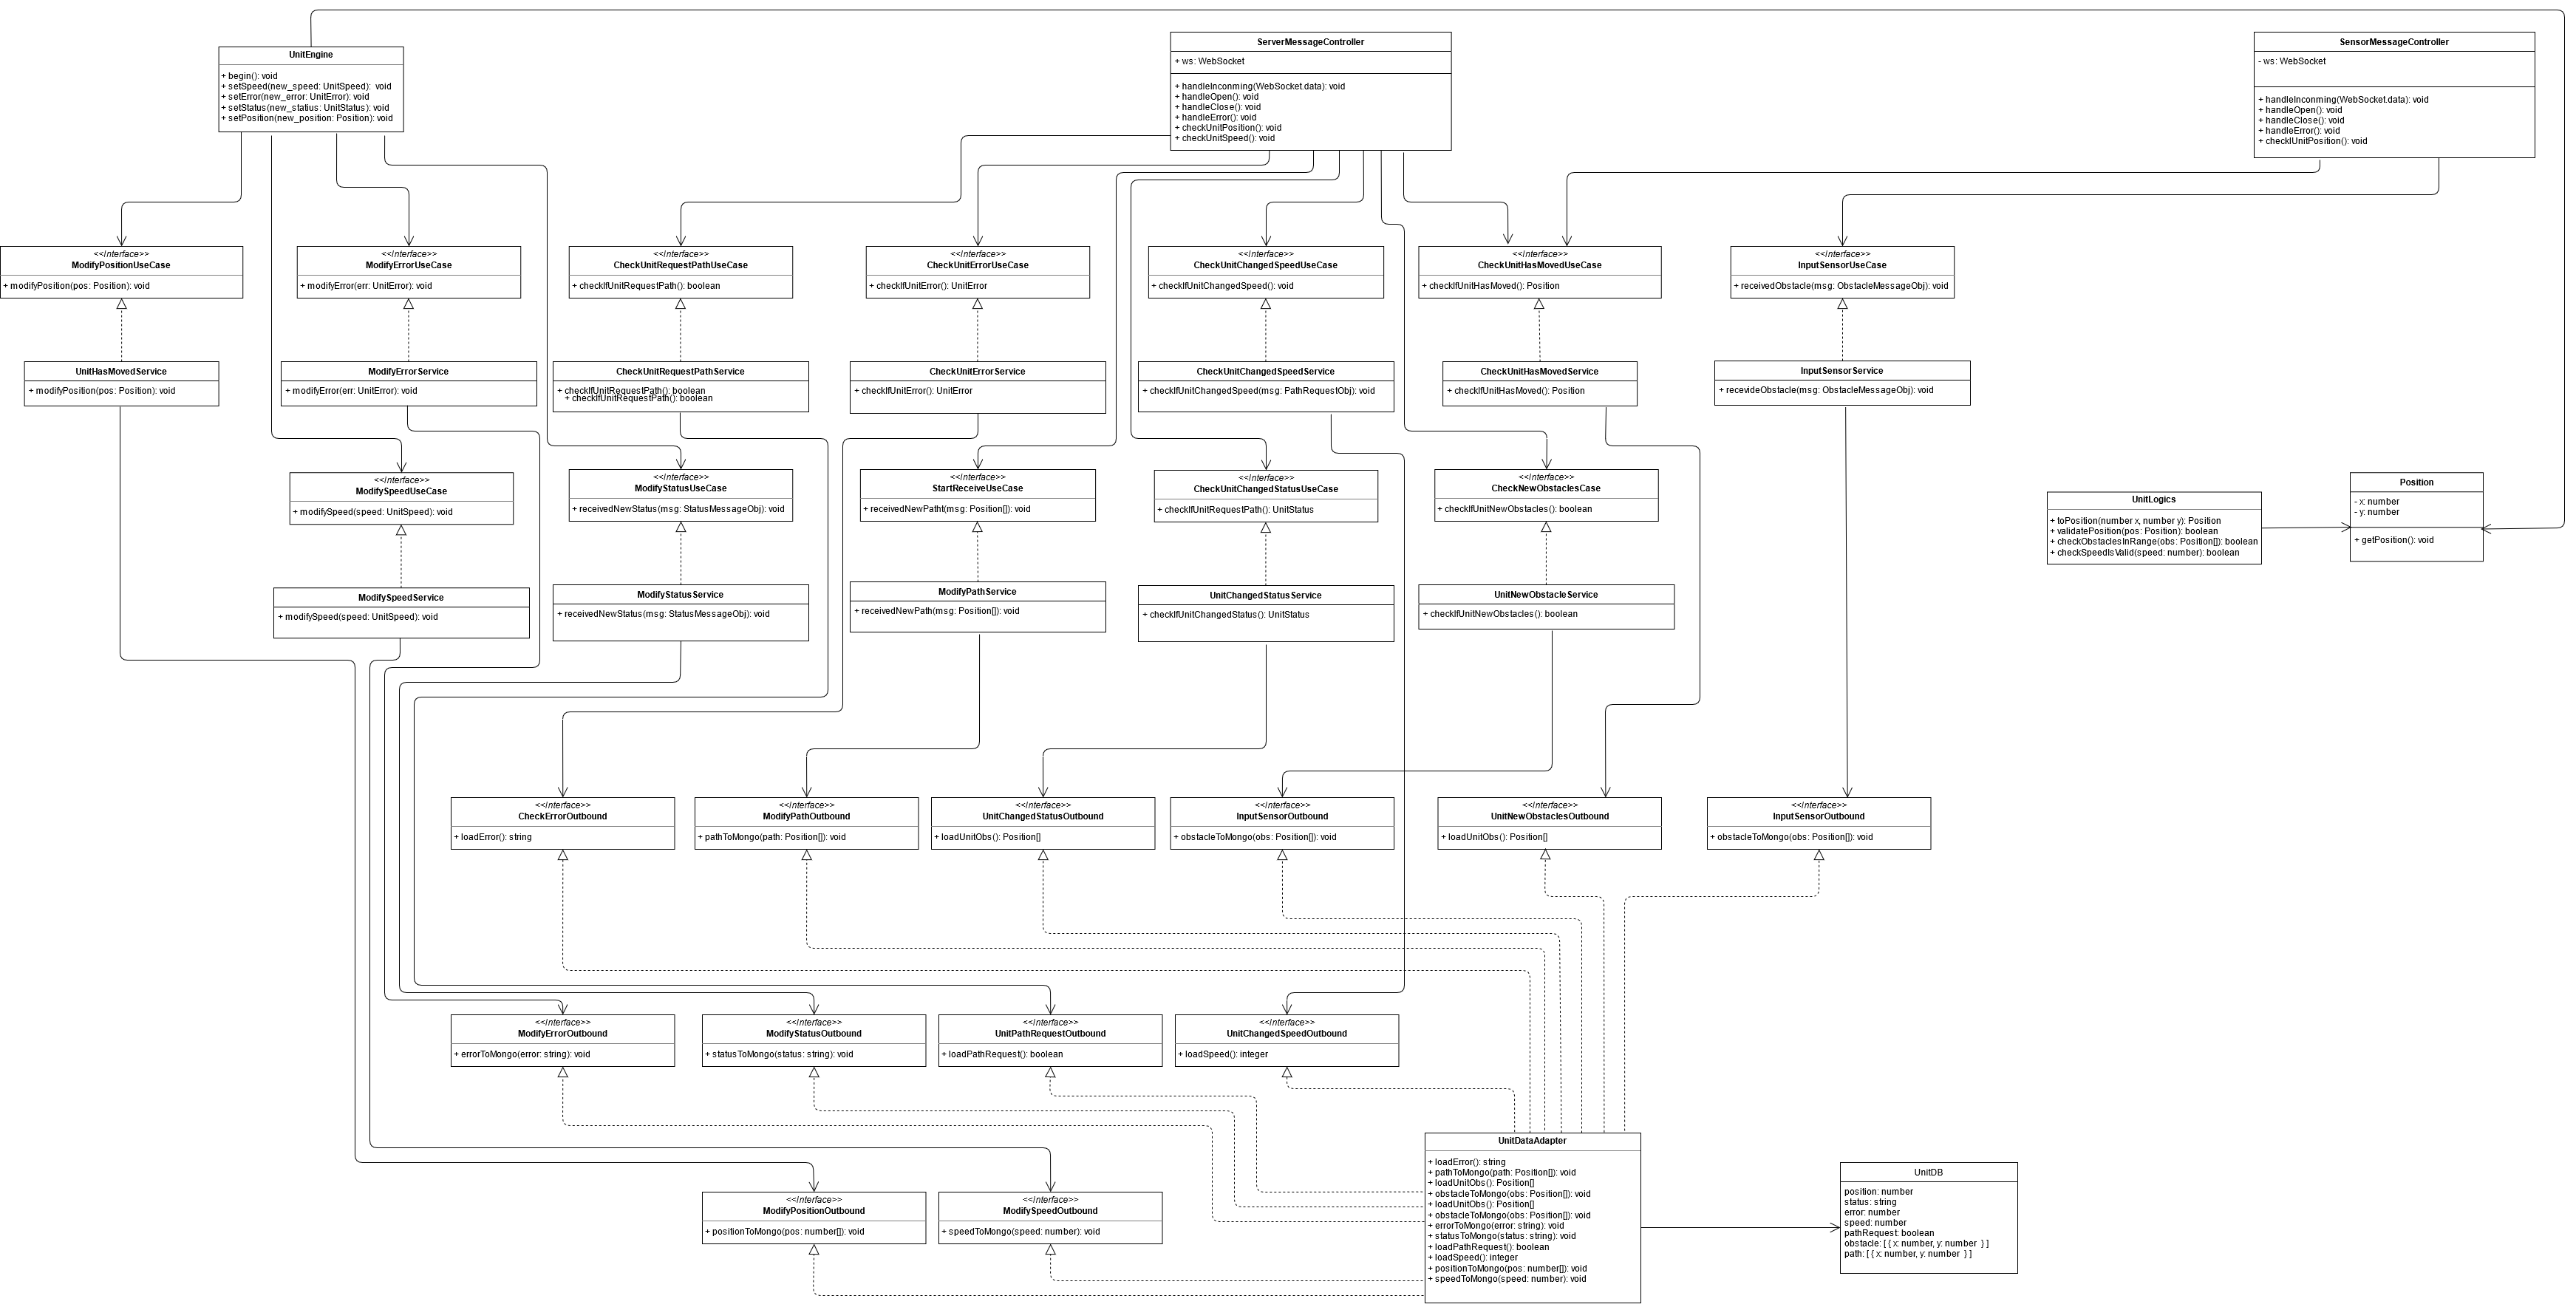 UnitEngine
+ begin(): void
+ setSpeed(new_speed: UnitSpeed):  void
+ setError(new_error: UnitError): void
+ setStatus(new_statius: UnitStatus): void
+ setPosition(new_position: Position): void
ServerMessageController
+ ws: WebSocket
+ handleInconming(WebSocket.data): void
+ handleOpen(): void
+ handleClose(): void
+ handleError(): void
+ checkUnitPosition(): void
+ checkUnitSpeed(): void
SensorMessageController
- ws: WebSocket
+ handleInconming(WebSocket.data): void
+ handleOpen(): void
+ handleClose(): void
+ handleError(): void
+ checklUnitPosition(): void
<<Interface>>
ModifyPositionUseCase
+ modifyPosition(pos: Position): void
<<Interface>>
ModifyErrorUseCase
+ modifyError(err: UnitError): void
<<Interface>>
CheckUnitRequestPathUseCase
+ checkIfUnitRequestPath(): boolean
<<Interface>>
CheckUnitErrorUseCase
+ checkIfUnitError(): UnitError
<<Interface>>
CheckUnitChangedSpeedUseCase
+ checkIfUnitChangedSpeed(): void
<<Interface>>
CheckUnitHasMovedUseCase
+ checkIfUnitHasMoved(): Position
<<Interface>>
InputSensorUseCase
+ receivedObstacle(msg: ObstacleMessageObj): void
UnitHasMovedService
+ modifyPosition(pos: Position): void
ModifyErrorService
+ modifyError(err: UnitError): void
CheckUnitRequestPathService
+ checkIfUnitRequestPath(): boolean
+ checkIfUnitRequestPath(): boolean
CheckUnitErrorService
+ checkIfUnitError(): UnitError
CheckUnitChangedSpeedService
+ checkIfUnitChangedSpeed(msg: PathRequestObj): void
CheckUnitHasMovedService
+ checkIfUnitHasMoved(): Position
InputSensorService
+ recevideObstacle(msg: ObstacleMessageObj): void
<<Interface>>
ModifySpeedUseCase
+ modifySpeed(speed: UnitSpeed): void
<<Interface>>
ModifyStatusUseCase
+ receivedNewStatus(msg: StatusMessageObj): void
<<Interface>>
StartReceiveUseCase
+ receivedNewPatht(msg: Position[]): void
<<Interface>>
CheckUnitChangedStatusUseCase
+ checkIfUnitRequestPath(): UnitStatus
<<Interface>>
CheckNewObstaclesCase
+ checkIfUnitNewObstacles(): boolean
UnitLogics
+ toPosition(number x, number y): Position
+ validatePosition(pos: Position): boolean
+ checkObstaclesInRange(obs: Position[]): boolean
+ checkSpeedIsValid(speed: number): boolean
Position
- x: number
- y: number
+ getPosition(): void
ModifySpeedService
+ modifySpeed(speed: UnitSpeed): void
ModifyStatusService
+ receivedNewStatus(msg: StatusMessageObj): void
ModifyPathService
+ receivedNewPath(msg: Position[]): void
UnitChangedStatusService
+ checkIfUnitChangedStatus(): UnitStatus
UnitNewObstacleService
+ checkIfUnitNewObstacles(): boolean
<<Interface>>
CheckErrorOutbound
+ loadError(): string
<<Interface>>
ModifyPathOutbound
+ pathToMongo(path: Position[]): void
<<Interface>>
UnitChangedStatusOutbound
+ loadUnitObs(): Position[]
<<Interface>>
InputSensorOutbound
+ obstacleToMongo(obs: Position[]): void
<<Interface>>
UnitNewObstaclesOutbound
+ loadUnitObs(): Position[]
<<Interface>>
InputSensorOutbound
+ obstacleToMongo(obs: Position[]): void
<<Interface>>
ModifyErrorOutbound
+ errorToMongo(error: string): void
<<Interface>>
ModifyStatusOutbound
+ statusToMongo(status: string): void
<<Interface>>
UnitPathRequestOutbound
+ loadPathRequest(): boolean
<<Interface>>
UnitChangedSpeedOutbound
+ loadSpeed(): integer
<<Interface>>
ModifyPositionOutbound
+ positionToMongo(pos: number[]): void
<<Interface>>
ModifySpeedOutbound
+ speedToMongo(speed: number): void
UnitDataAdapter
+ loadError(): string
+ pathToMongo(path: Position[]): void
+ loadUnitObs(): Position[]
+ obstacleToMongo(obs: Position[]): void
+ loadUnitObs(): Position[]
+ obstacleToMongo(obs: Position[]): void
+ errorToMongo(error: string): void
+ statusToMongo(status: string): void
+ loadPathRequest(): boolean
+ loadSpeed(): integer
+ positionToMongo(pos: number[]): void
+ speedToMongo(speed: number): void
UnitDB
position: number
status: string
error: number
speed: number
pathRequest: boolean
obstacle: [ { x: number, y: number  } ]
path: [ { x: number, y: number  } ]